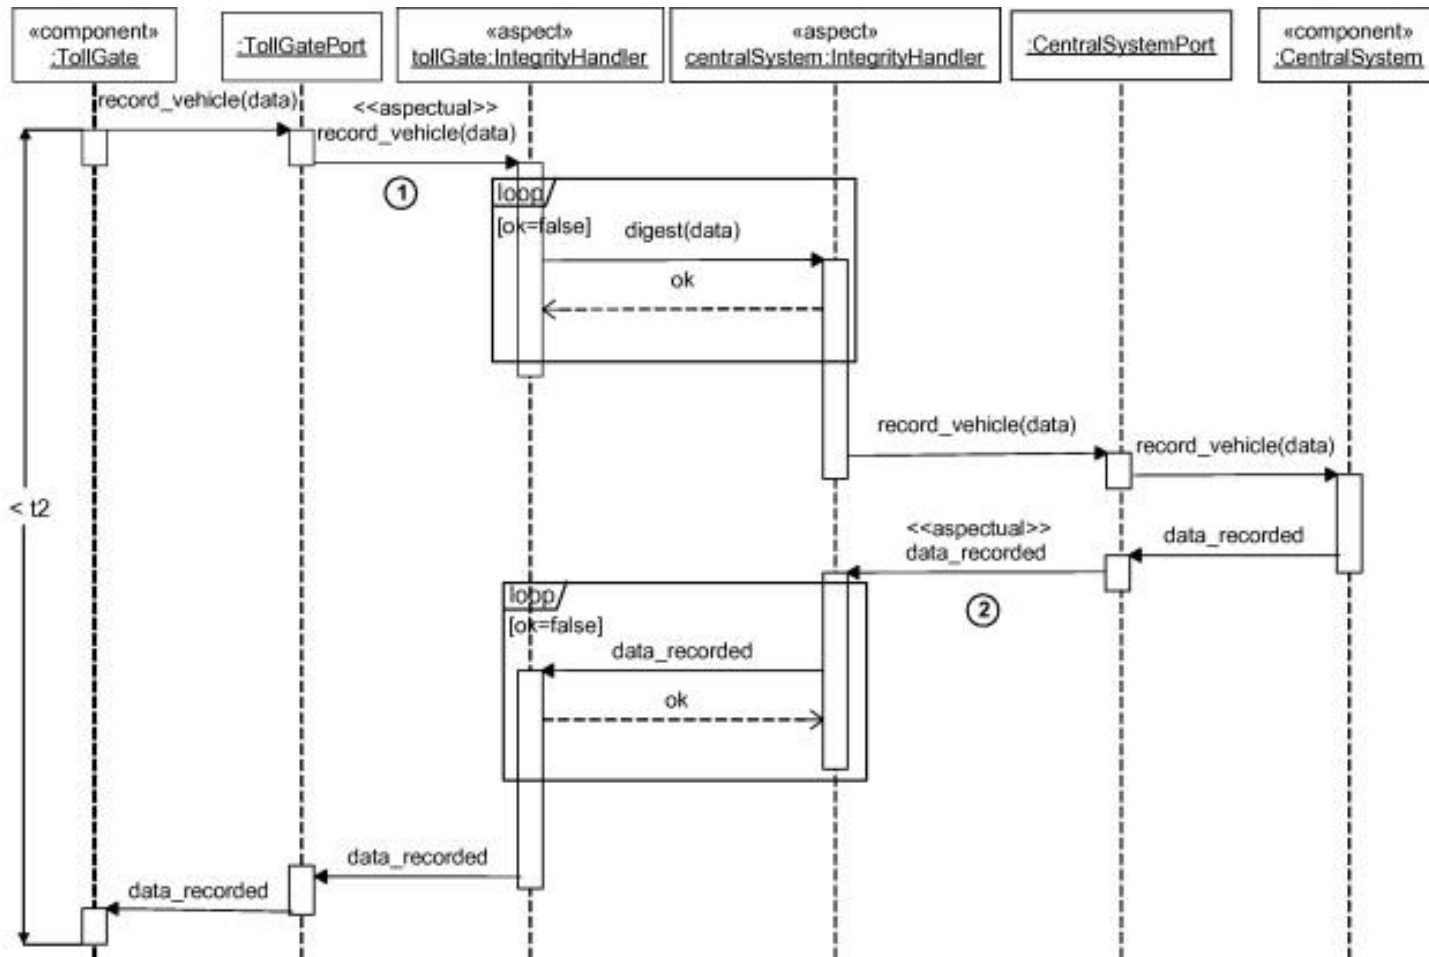 «component»
:TollGate
:TollGatePort
«aspect»
tollGate:IntegrityHandler
«aspect»
centralSystem:IntegrityHandler
:CentralSystemPort
«component»
:CentralSystem
record_vehicle(data)
<<aspectual>>
record_vehicle(data)
1
loop
[ok=false]
digest(data)
ok
record_vehicle(data)
record_vehicle(data)
< t2
<<aspectual>>
data_recorded
data_recorded
2
loop
[ok=false]
data_recorded
ok
data_recorded
data_recorded